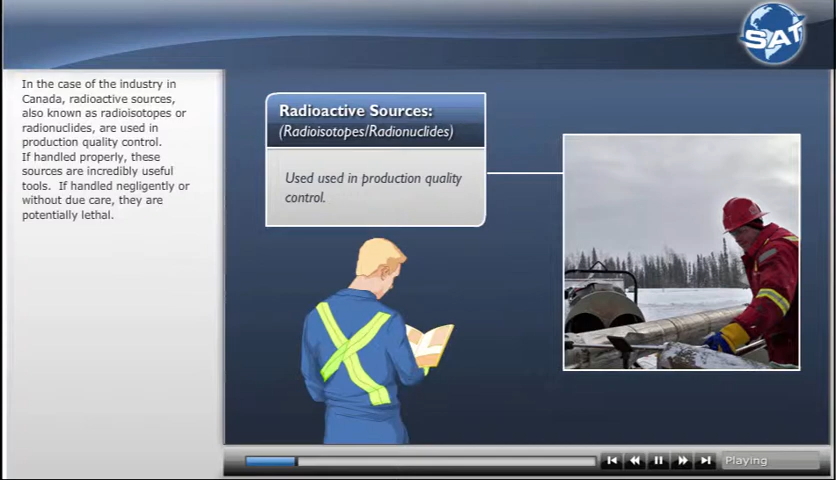 SAT
In the case of the industry in
Canada, radioactive sources,
also known as radioisotopes or
radionuclides, are used in
production quality control.
If handled properly, these
sources are incredibly useful
tools.  If handled negligently or
without due care, they are
potentially lethal.
Radioactive Sources:
(Radioisotopes/Radionuclides)
Used used in production quality
control.
Playing